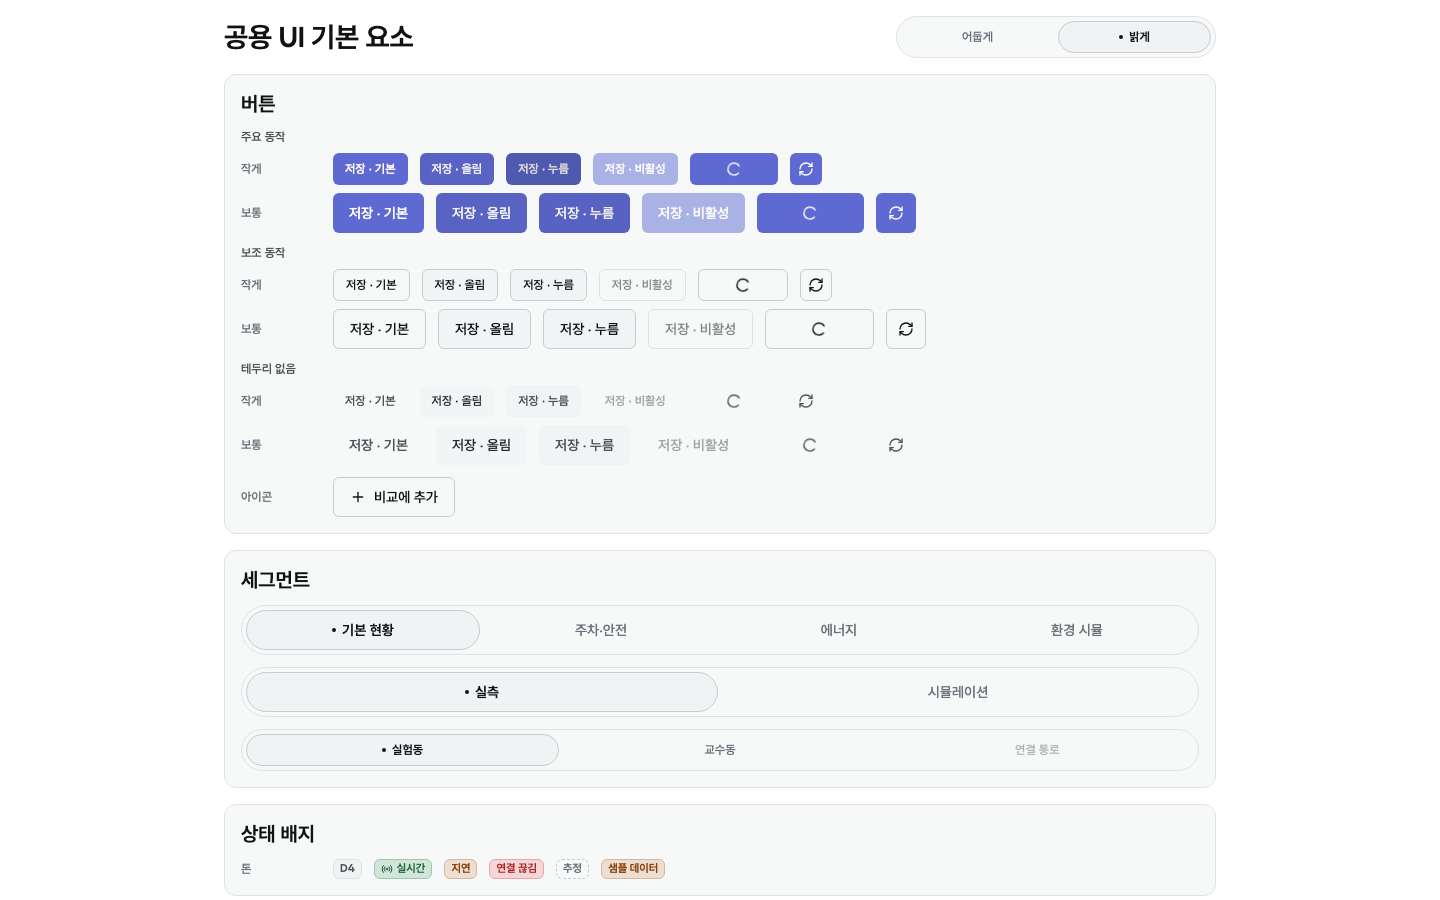 공용 UI 기본 요소
어둡게
• 밝게
버튼
주요 동작
작게 저장 · 기본 저장 · 올림 저장 · 누름 저장 · 비활성
보통 저장 · 기본 저장 · 올림 저장 · 누름 저장 · 비활성
보조 동작
작게 저장 · 기본 저장 · 올림 저장 · 누름 저장 · 비활성
보통 저장 · 기본 저장 · 올림 저장 · 누름 저장 · 비활성
테두리 없음
작게 저장 · 기본 저장 · 올림 저장 · 누름 저장 · 비활성
보통 저장 · 기본 저장 · 올림 저장 · 누름 저장 · 비활성
아이콘 비교에 추가
세그먼트
• 기본 현황 주차·안전 에너지 환경 시뮬
• 실측 시뮬레이션
• 실험동 교수동 연결 통로
상태 배지
톤 D4 실시간 지연 연결 끊김 추정 샘플 데이터